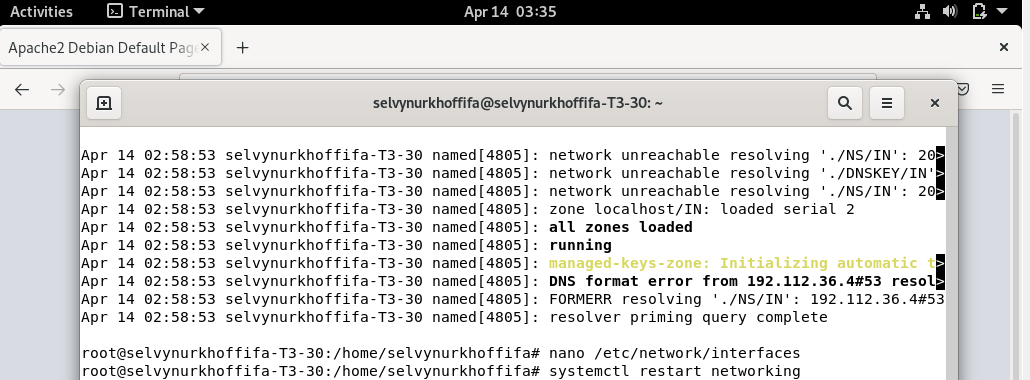 Activities Terminal Apr 14 03:35
Apache2 Debian Default Pag
selvynurkhoffifa@selvynurkhoffifa-T3-30: ~
Apr 14 02:58:53 selvynurkhoffifa-T3-30 named[4805]: network unreachable resolving './NS/IN': 20>
Apr 14 02:58:53 selvynurkhoffifa-T3-30 named[4805]: network unreachable resolving './DNSKEY/IN'>
Apr 14 02:58:53 selvynurkhoffifa-T3-30 named[4805]: network unreachable resolving './NS/IN': 20>
Apr 14 02:58:53 selvynurkhoffifa-T3-30 named[4805]: zone localhost/IN: loaded serial 2
Apr 14 02:58:53 selvynurkhoffifa-T3-30 named[4805]: all zones loaded
Apr 14 02:58:53 selvynurkhoffifa-T3-30 named[4805]: running
Apr 14 02:58:53 selvynurkhoffifa-T3-30 named[4805]: managed-keys-zone: Initializing automatic t>
Apr 14 02:58:53 selvynurkhoffifa-T3-30 named[4805]: DNS format error from 192.112.36.4#53 resol>
Apr 14 02:58:53 selvynurkhoffifa-T3-30 named[4805]: FORMERR resolving './NS/IN': 192.112.36.4#53
Apr 14 02:58:53 selvynurkhoffifa-T3-30 named[4805]: resolver priming query complete
root@selvynurkhoffifa-T3-30:/home/selvynurkhoffifa# nano /etc/network/interfaces
root@selvynurkhoffifa-T3-30:/home/selvynurkhoffifa# systemctl restart networking